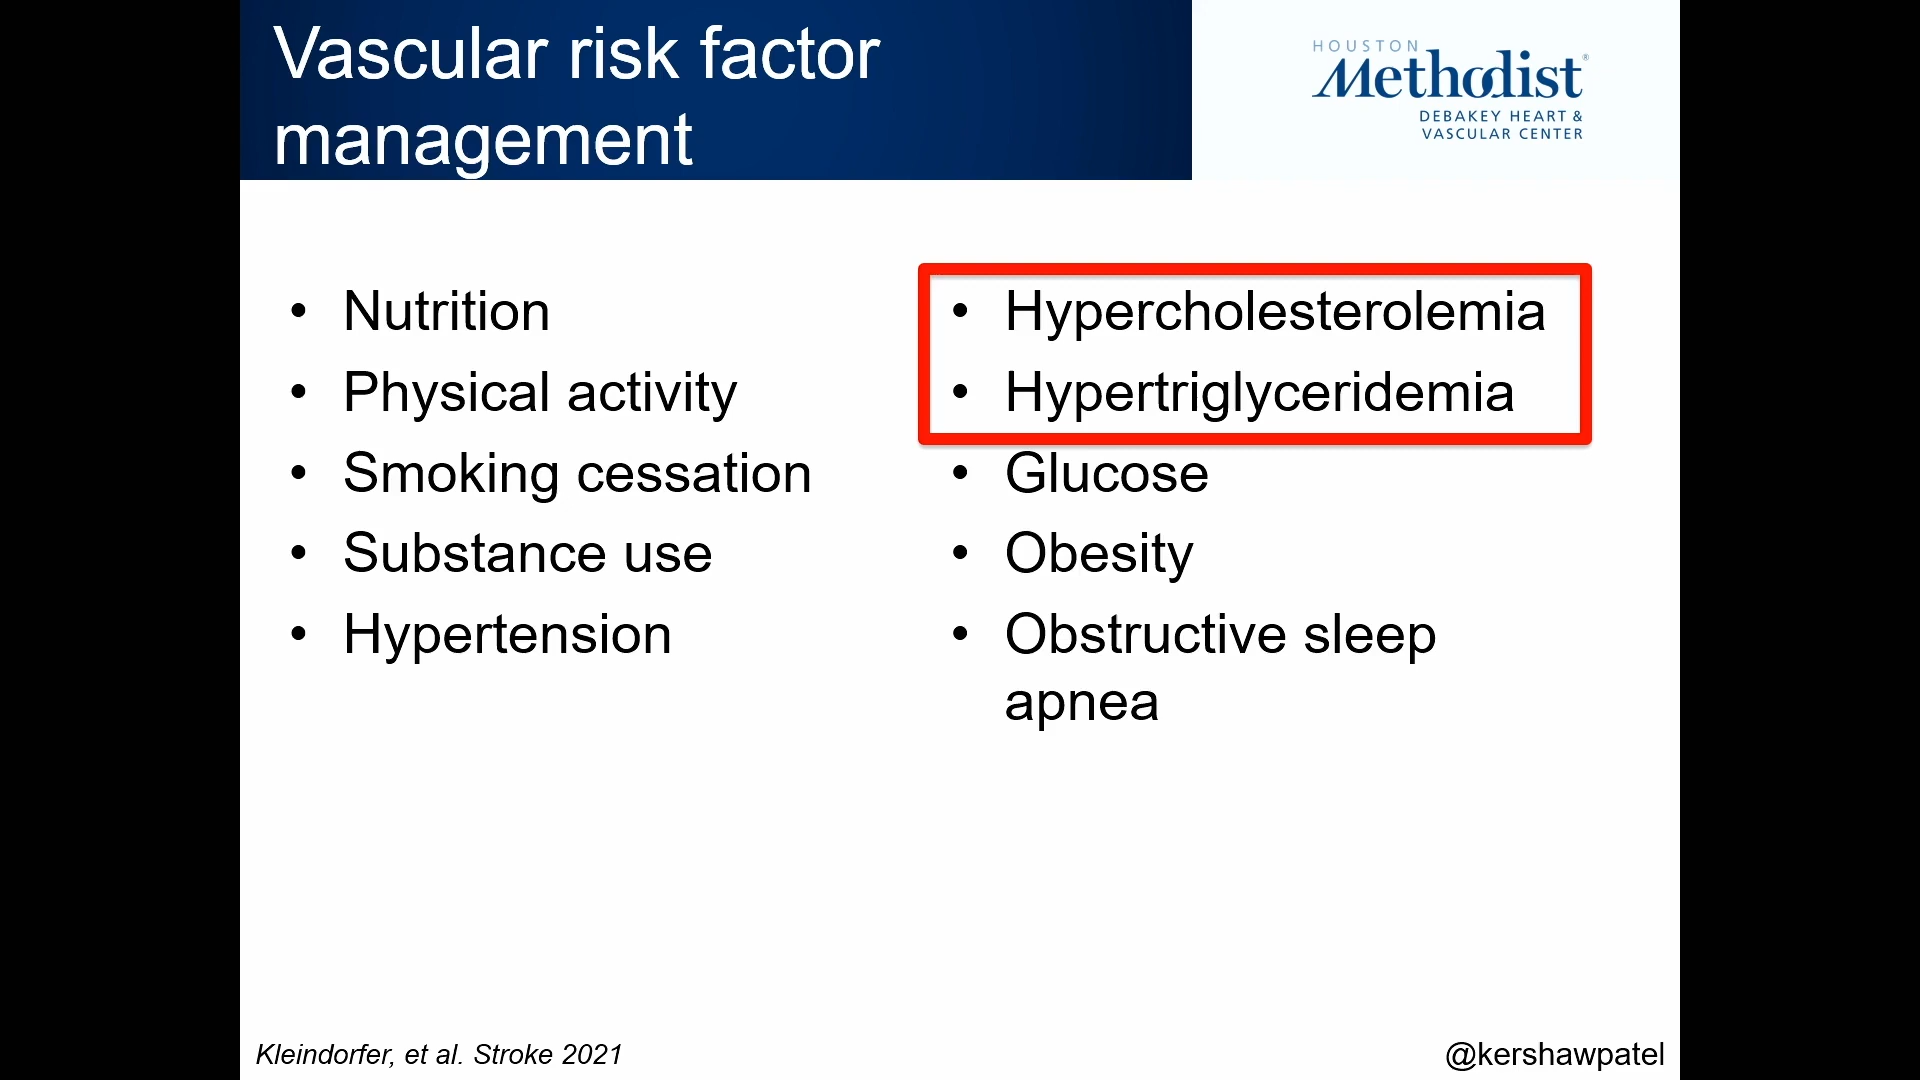 Vascular risk factor
management
HOUSTON
Methodist®
DEBAKEY HEART &
VASCULAR CENTER
• Nutrition
• Physical activity
• Smoking cessation
• Substance use
• Hypertension
• Hypercholesterolemia
• Hypertriglyceridemia
• Glucose
• Obesity
• Obstructive sleep
apnea
Kleindorfer, et al. Stroke 2021
@kershawpatel